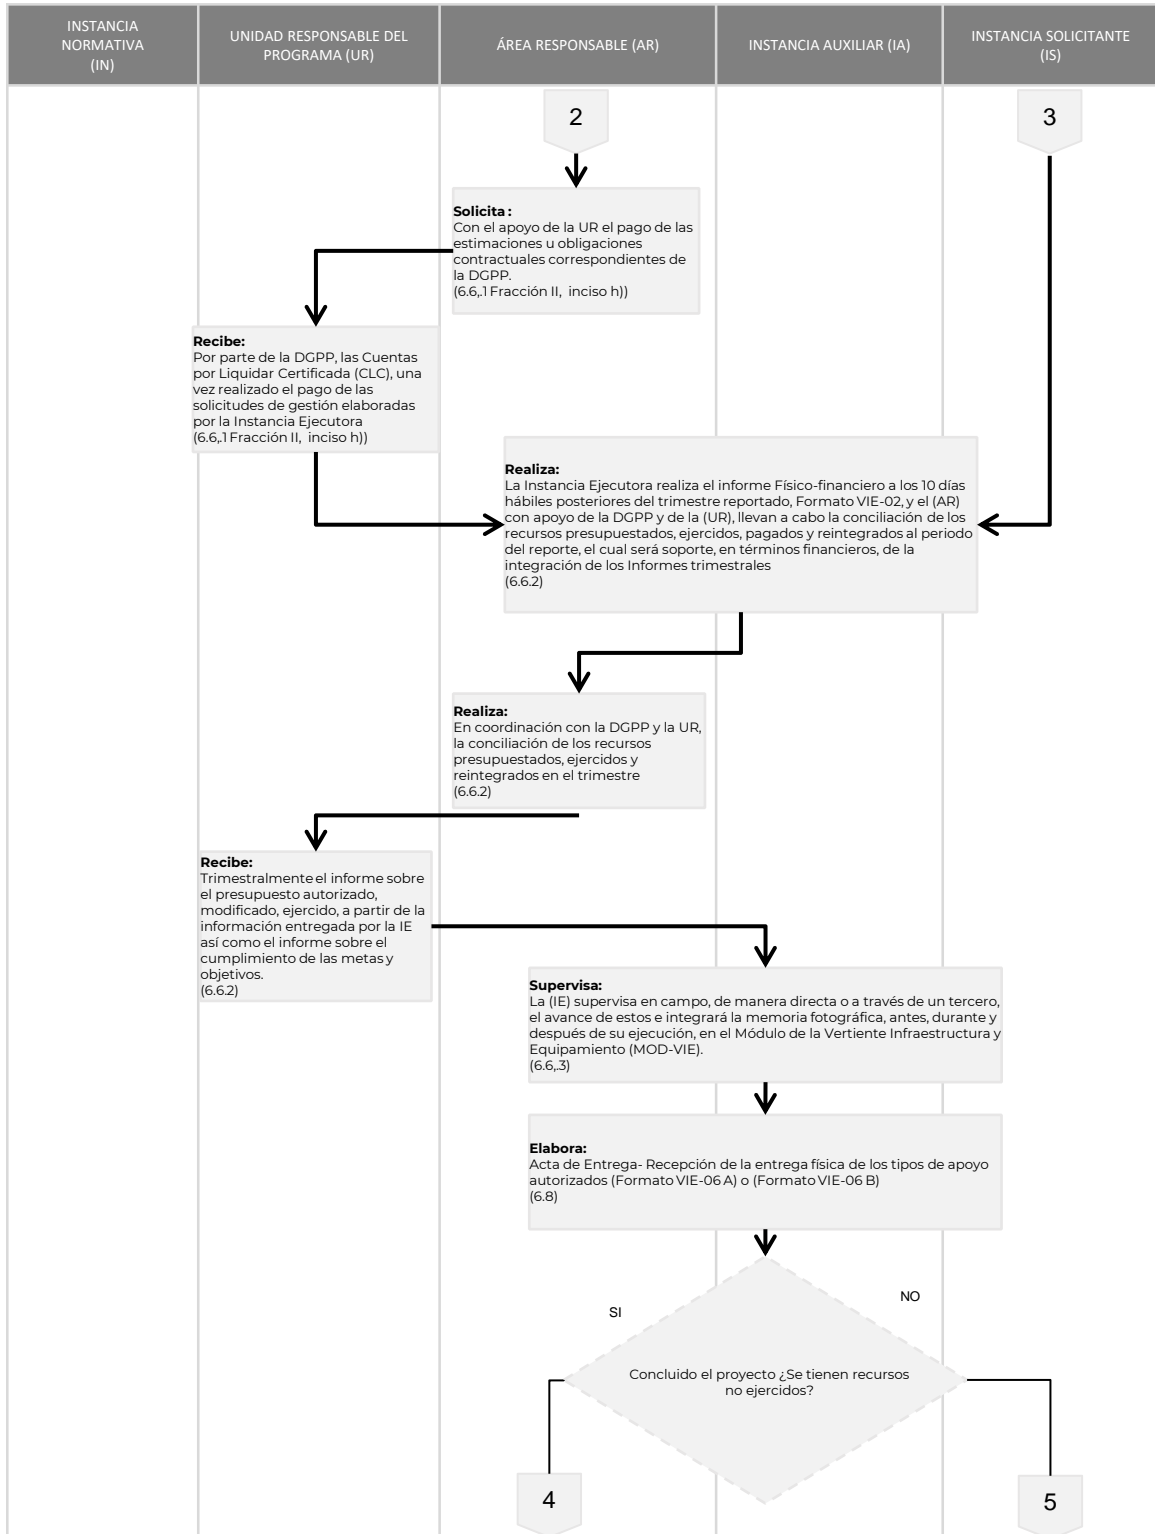 INSTANCIA
NORMATIVA
(IN)
UNIDAD RESPONSABLE DEL
PROGRAMA (UR)
ÁREA RESPONSABLE (AR)
INSTANCIA AUXILIAR (IA)
INSTANCIA SOLICITANTE
(IS)
2
3
Solicita :
Con el apoyo de la UR el pago de las
estimaciones u obligaciones
contractuales correspondientes de
la DGPP.
(6.6,.1 Fracción II, inciso h))
Recibe:
Por parte de la DGPP, las Cuentas
por Liquidar Certificada (CLC), una
vez realizado el pago de las
solicitudes de gestión elaboradas
por la Instancia Ejecutora
(6.6,.1 Fracción II, inciso h))
Realiza:
La Instancia Ejecutora realiza el informe Físico-financiero a los 10 días
hábiles posteriores del trimestre reportado, Formato VIE-02, y el (AR)
con apoyo de la DGPP y de la (UR), llevan a cabo la conciliación de los
recursos presupuestados, ejercidos, pagados y reintegrados al periodo
del reporte, el cual será soporte, en términos financieros, de la
integración de los Informes trimestrales
(6.6.2)
Realiza:
En coordinación con la DGPP y la UR,
la conciliación de los recursos
presupuestados, ejercidos y
reintegrados en el trimestre
(6.6.2)
Recibe:
Trimestralmente el informe sobre
el presupuesto autorizado,
modificado, ejercido, a partir de la
información entregada por la IE
así como el informe sobre el
cumplimiento de las metas y
objetivos.
(6.6.2)
Supervisa:
La (IE) supervisa en campo, de manera directa o a través de un tercero,
el avance de estos e integrará la memoria fotográfica, antes, durante y
después de su ejecución, en el Módulo de la Vertiente Infraestructura y
Equipamiento (MOD-VIE).
(6.6,.3)
Elabora:
Acta de Entrega- Recepción de la entrega física de los tipos de apoyo
autorizados (Formato VIE-06 A) o (Formato VIE-06 B)
(6.8)
SI
NO
Concluido el proyecto ¿Se tienen recursos
no ejercidos?
4
5